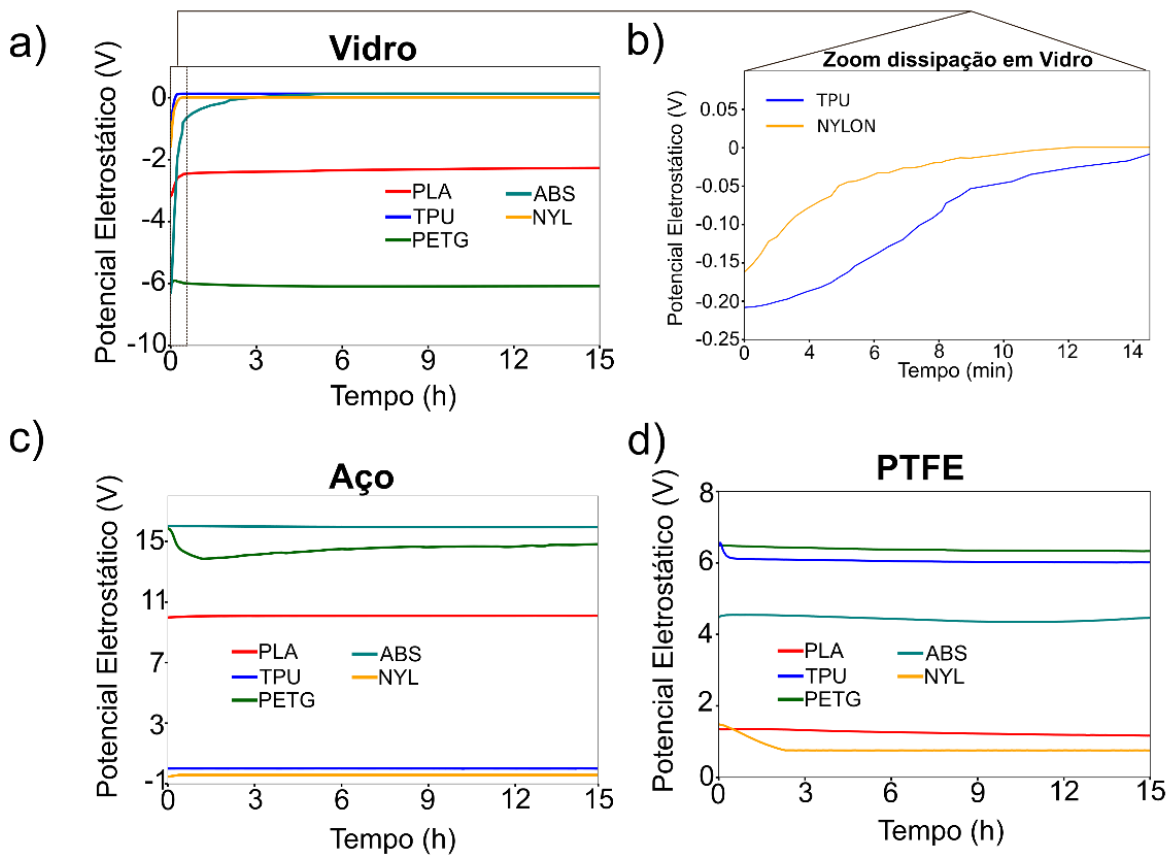 a)
Vidro
Potencial Eletrostático (V)
0
-2
-4
-6
-8
-10
PLA
ABS
TPU
NYL
PETG
0
3
6
9
12
15
Tempo (h)
b)
Zoom dissipação em Vidro
Potencial Eletrostático (V)
0.05
0
-0.05
-0.10
-0.15
-0.20
-0.25
TPU
NYLON
0
4
6
8
10
12
14
Tempo (min)
c)
Aço
Potencial Eletrostático (V)
15
11
7
3
-1
PLA
ABS
TPU
NYL
PETG
0
3
6
9
12
15
Tempo (h)
d)
PTFE
Potencial Eletrostático (V)
8
6
4
2
0
PLA
ABS
TPU
NYL
PETG
0
3
6
9
12
15
Tempo (h)